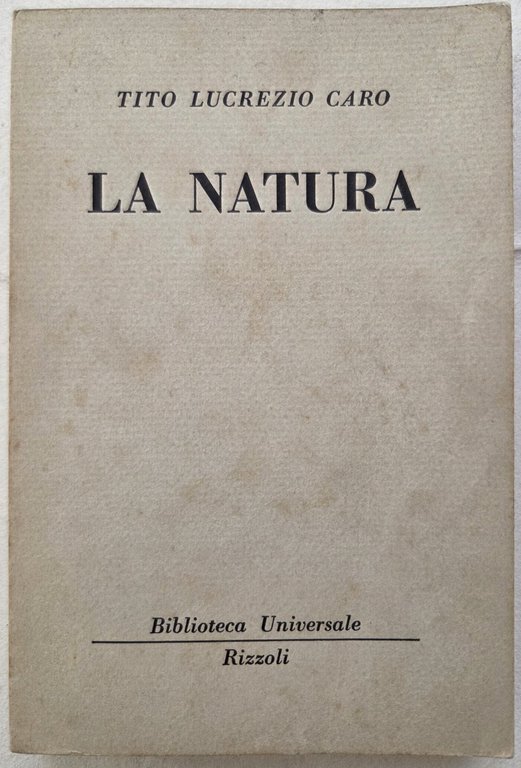 TITO LUCREZIO CARO
LA NATURA
Biblioteca Universale
Rizzoli